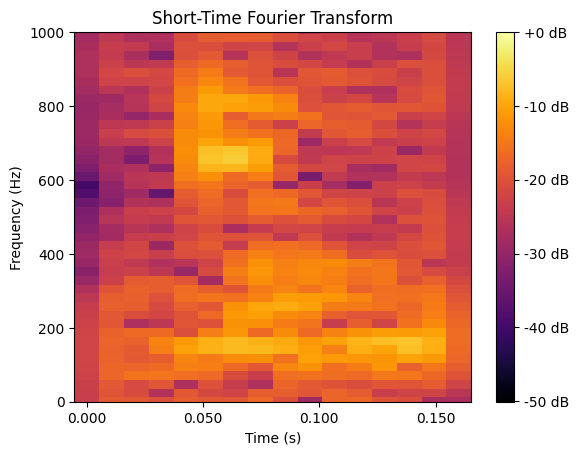 Short-Time Fourier Transform
1000
800
600
400
200
0
Frequency (Hz)
0.000
0.050
0.100
0.150
Time (s)
+0 dB
-10 dB
-20 dB
-30 dB
-40 dB
-50 dB